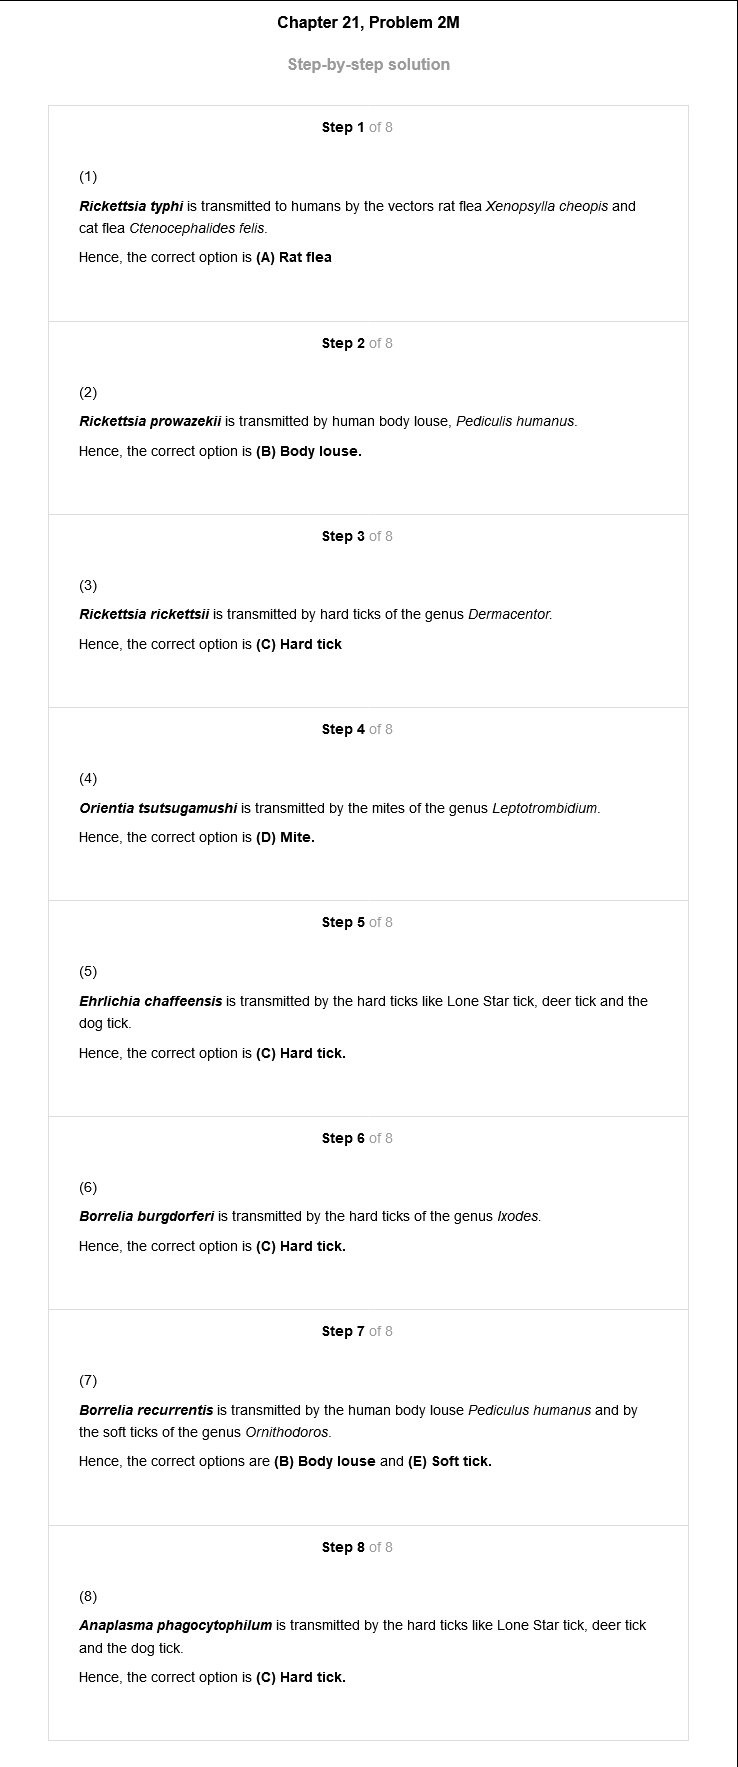 Chapter 21, Problem 2M
Step-by-step solution
Step 1 of 8
(1)
Rickettsia typhi is transmitted to humans by the vectors rat flea Xenopsylla cheopis and
cat flea Ctenocephalides felis.
Hence, the correct option is (A) Rat flea
Step 2 of 8
(2)
Rickettsia prowazekii is transmitted by human body louse, Pediculis humanus.
Hence, the correct option is (B) Body louse.
Step 3 of 8
(3)
Rickettsia rickettsii is transmitted by hard ticks of the genus Dermacentor.
Hence, the correct option is (C) Hard tick
Step 4 of 8
(4)
Orientia tsutsugamushi is transmitted by the mites of the genus Leptotrombidium.
Hence, the correct option is (D) Mite.
Step 5 of 8
(5)
Ehrlichia chaffeensis is transmitted by the hard ticks like Lone Star tick, deer tick and the
dog tick.
Hence, the correct option is (C) Hard tick.
Step 6 of 8
(6)
Borrelia burgdorferi is transmitted by the hard ticks of the genus Ixodes.
Hence, the correct option is (C) Hard tick.
Step 7 of 8
(7)
Borrelia recurrentis is transmitted by the human body louse Pediculus humanus and by
the soft ticks of the genus Ornithodoros.
Hence, the correct options are (B) Body louse and (E) Soft tick.
Step 8 of 8
(8)
Anaplasma phagocytophilum is transmitted by the hard ticks like Lone Star tick, deer tick
and the dog tick.
Hence, the correct option is (C) Hard tick.